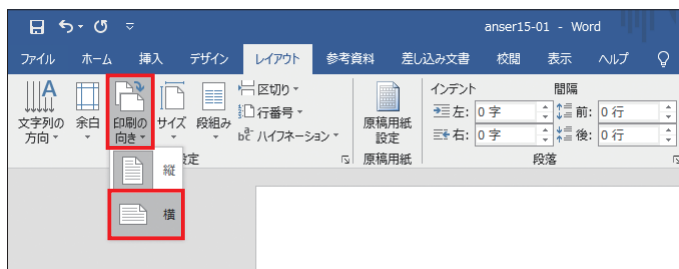 anser15-01 - Word
ファイル ホーム 挿入 デザイン レイアウト 参考資料 差し込み文書 校閲 表示 ヘルプ
文字列の方向 余白 印刷の向き サイズ 段組み
区切り
行番号
bc ハイフネーション
原稿用紙設定
インデント 間隔
左: 0 字 前: 0 行
右: 0 字 後: 0 行
定 原稿用紙 段落
縦
横